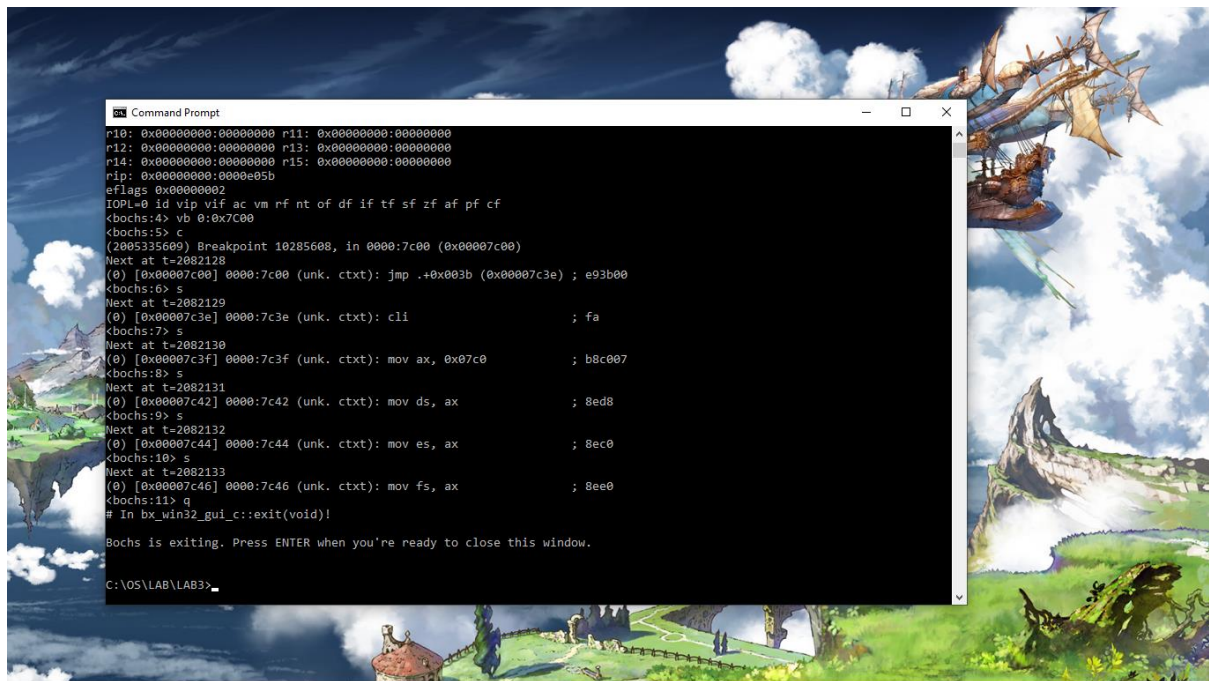 Command Prompt
r10: 0x00000000:00000000 r11: 0x00000000:00000000
r12: 0x00000000:00000000 r13: 0x00000000:00000000
r14: 0x00000000:00000000 r15: 0x00000000:00000000
rip: 0x00000000:0000e05b
eflags 0x00000002
IOPL=0 id vip vif ac vm rf nt of df if tf sf zf af pf cf
<bochs:4> vb 0:0x7C00
<bochs:5> c
(2005335609) Breakpoint 10285608, in 0000:7c00 (0x00007c00)
Next at t=2082128
(0) [0x00007c00] 0000:7c00 (unk. ctxt): jmp .+0x003b (0x00007c3e) ; e93b00
<bochs:6> s
Next at t=2082129
(0) [0x00007c3e] 0000:7c3e (unk. ctxt): cli ; fa
<bochs:7> s
Next at t=2082130
(0) [0x00007c3f] 0000:7c3f (unk. ctxt): mov ax, 0x07c0 ; b8c007
<bochs:8> s
Next at t=2082131
(0) [0x00007c42] 0000:7c42 (unk. ctxt): mov ds, ax ; 8ed8
<bochs:9> s
Next at t=2082132
(0) [0x00007c44] 0000:7c44 (unk. ctxt): mov es, ax ; 8ec0
<bochs:10> s
Next at t=2082133
(0) [0x00007c46] 0000:7c46 (unk. ctxt): mov fs, ax ; 8ee0
<bochs:11> q
# In bx_win32_gui_c::exit(void)!
Bochs is exiting. Press ENTER when you're ready to close this window.
C:\OS\LAB\LAB3>